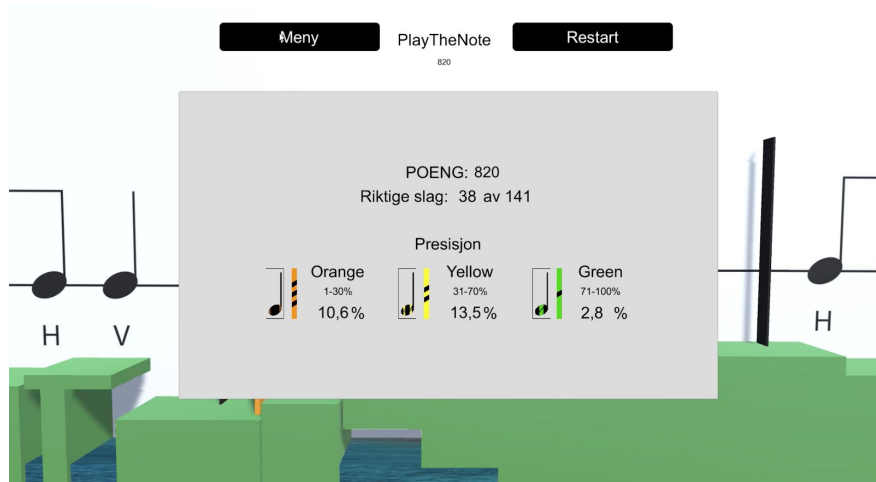 Meny PlayTheNote Restart
820
POENG: 820
Riktige slag: 38 av 141
Presisjon
Orange Yellow Green
1-30% 31-70% 71-100%
10,6% 13,5% 2,8 %
H V H